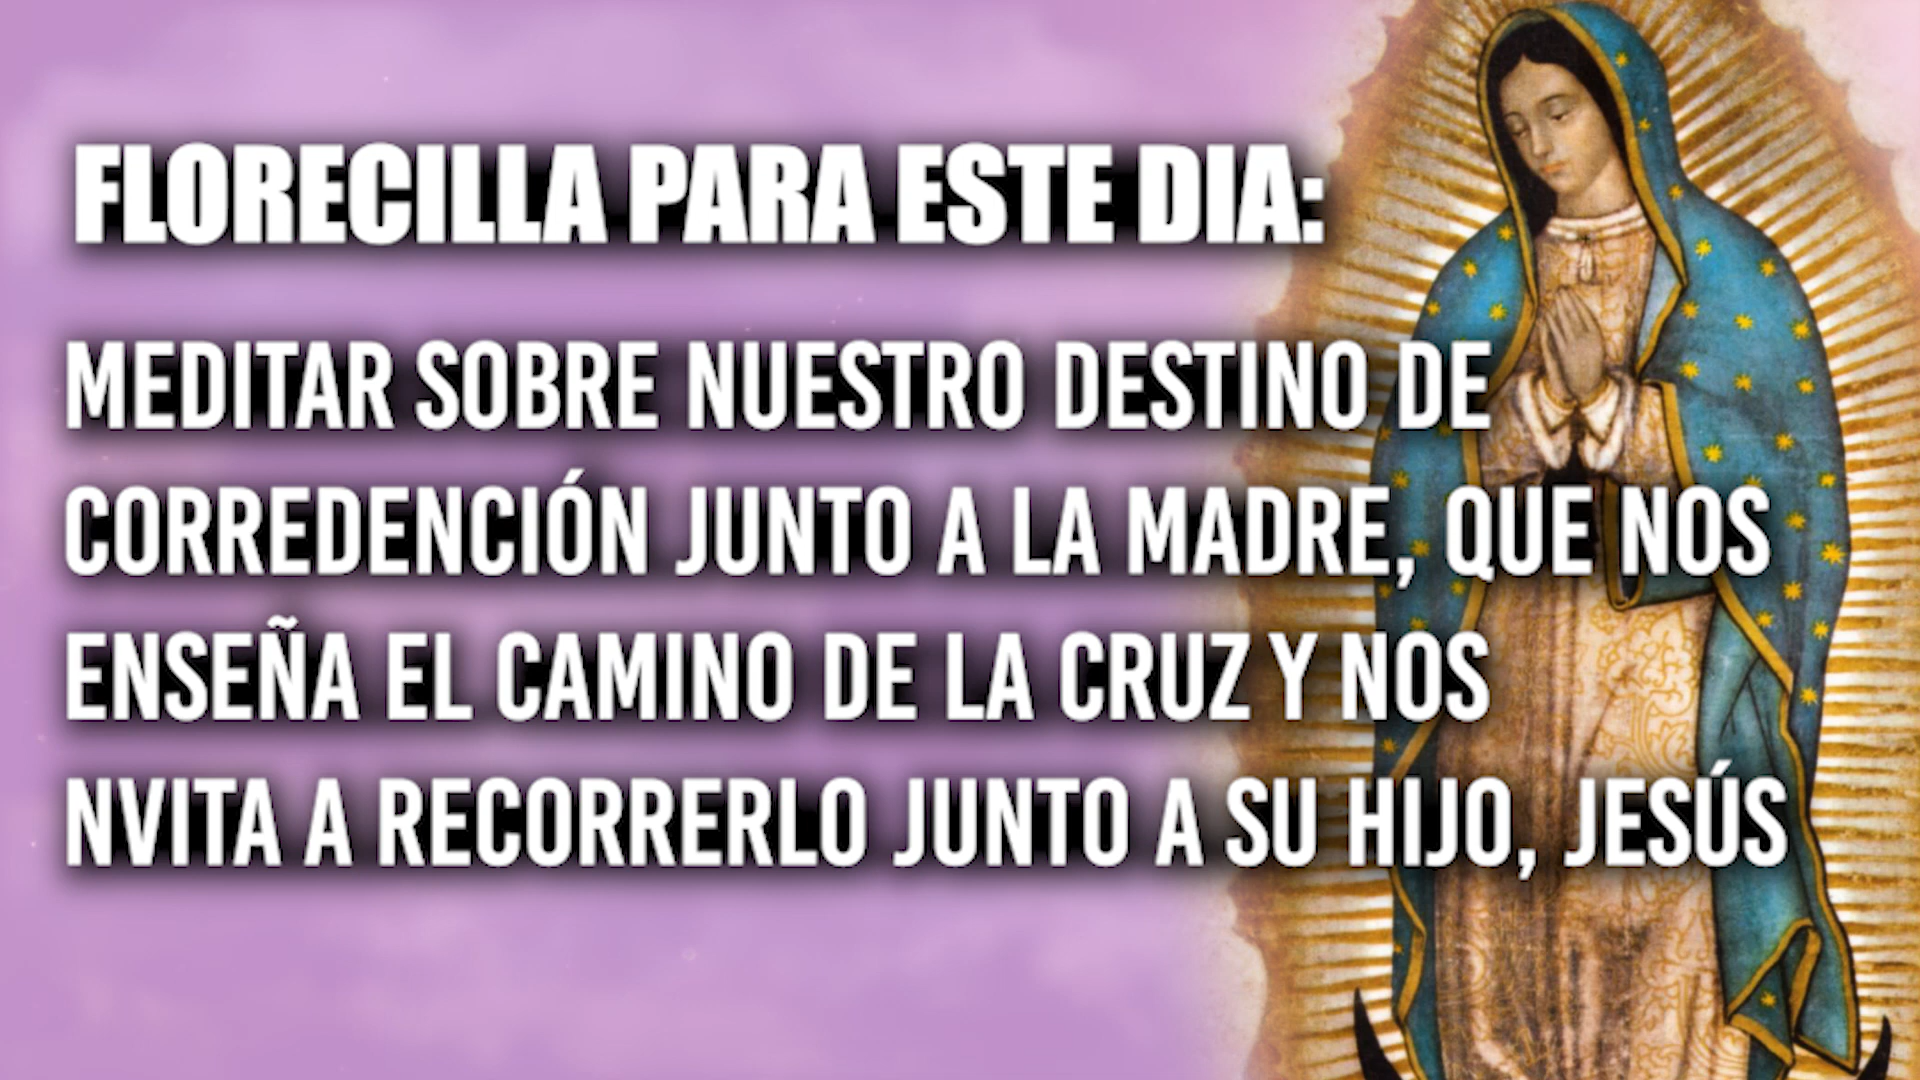 FLORECILLA PARA ESTE DIA:
MEDITAR SOBRE NUESTRO DESTINO DE
CORREDENCIÓN JUNTO A LA MADRE, QUE NOS
ENSEÑA EL CAMINO DE LA CRUZ Y NOS
NVITA A RECORRERLO JUNTO A SU HIJO, JESÚS